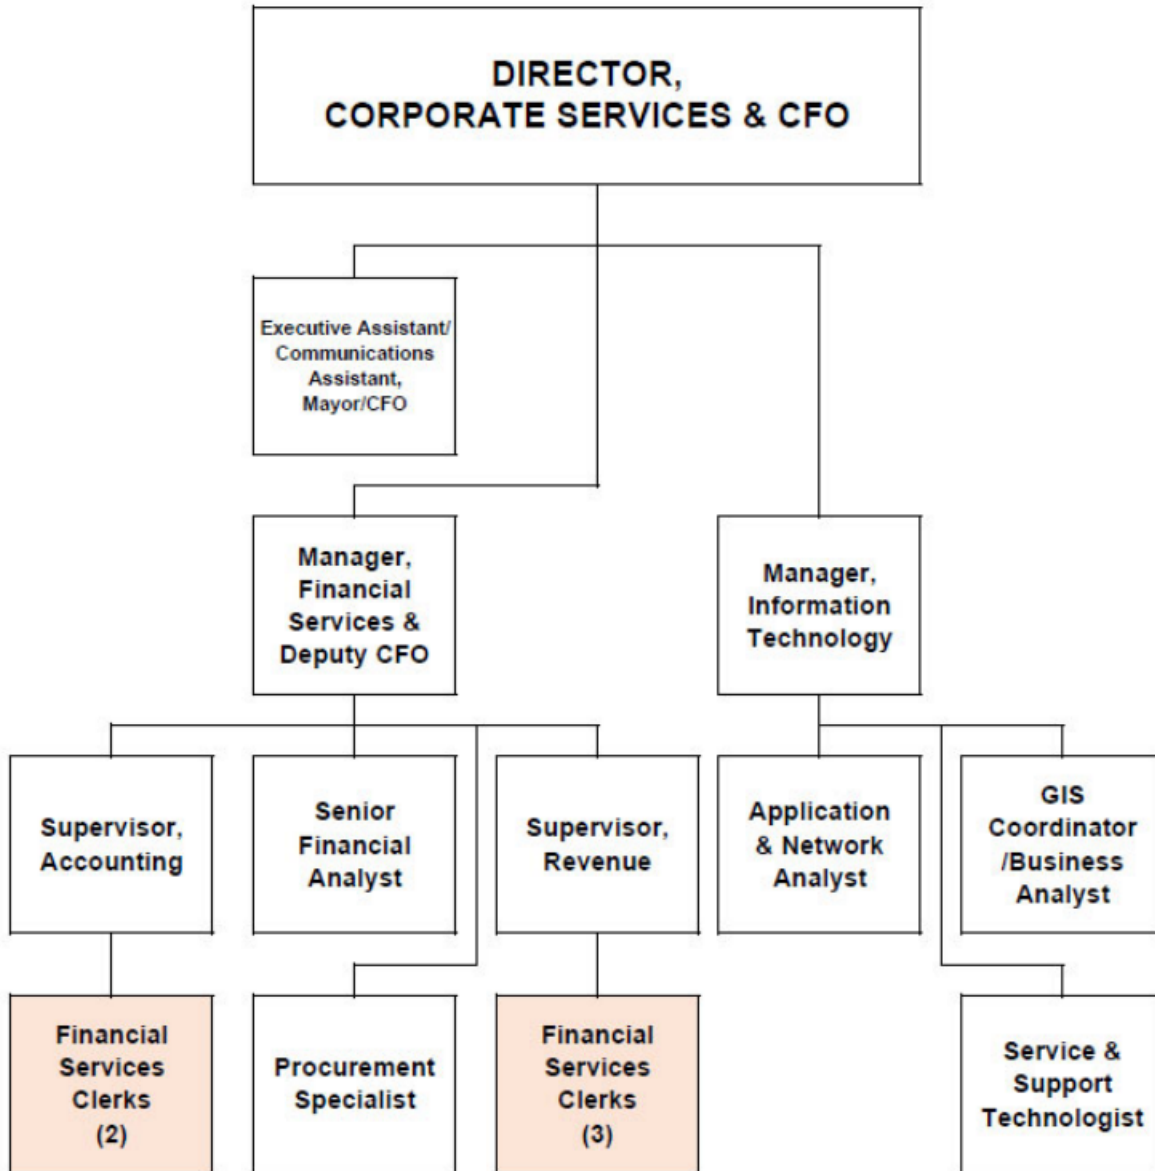 DIRECTOR,
CORPORATE SERVICES & CFO
Executive Assistant/
Communications
Assistant,
Mayor/CFO
Manager,
Financial
Services &
Deputy CFO
Manager,
Information
Technology
Supervisor,
Accounting
Senior
Financial
Analyst
Supervisor,
Revenue
Application
& Network
Analyst
GIS
Coordinator
/Business
Analyst
Financial
Services
Clerks
(2)
Procurement
Specialist
Financial
Services
Clerks
(3)
Service &
Support
Technologist